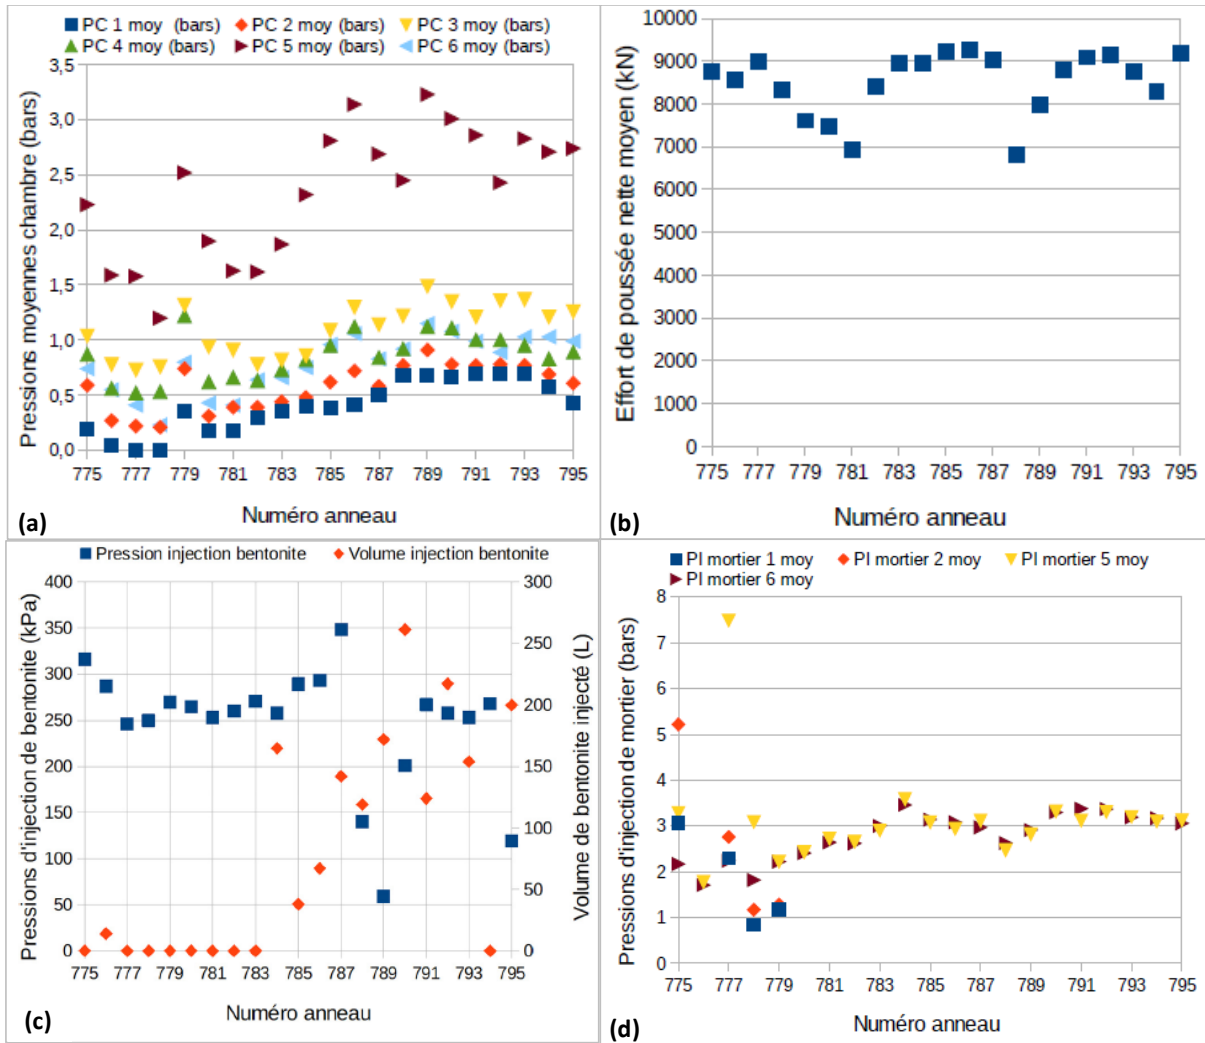 PC 1 moy (bars) PC 2 moy (bars) PC 3 moy (bars)
PC 4 moy (bars) PC 5 moy (bars) PC 6 moy (bars)
Pressions moyennes chambre (bars)
3,5
3,0
2,5
2,0
1,5
1,0
0,5
0,0
775 777 779 781 783 785 787 789 791 793 795
Numéro anneau
(a)
Effort de poussée nette moyen (kN)
10000
9000
8000
7000
6000
5000
4000
3000
2000
1000
0
775 777 779 781 783 785 787 789 791 793 795
Numéro anneau
(b)
Pression injection bentonite Volume injection bentonite
Pressions d'injection de bentonite (kPa)
400
350
300
250
200
150
100
50
0
300
250
200
150
100
50
0
Volume de bentonite injecté (L)
775 777 779 781 783 785 787 789 791 793 795
Numéro anneau
(c)
PI mortier 1 moy PI mortier 2 moy PI mortier 5 moy
PI mortier 6 moy
Pressions d'injection de mortier (bars)
8
7
6
5
4
3
2
1
0
775 777 779 781 783 785 787 789 791 793 795
Numéro anneau
(d)